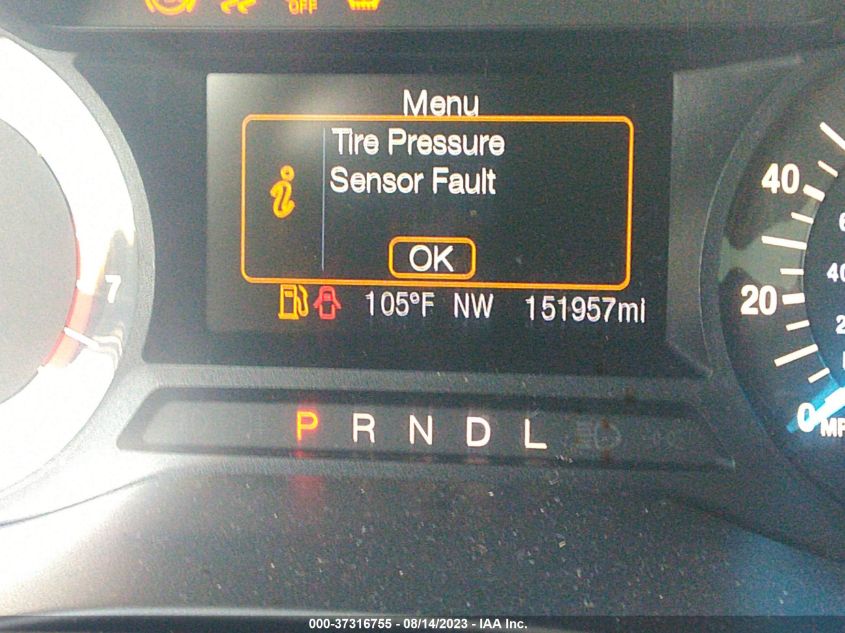 OFF
Menu
Tire Pressure
Sensor Fault
OK
105°F NW 151957mi
7
40
20
0
P R N D L
000-37316755 - 08/14/2023 - IAA Inc.